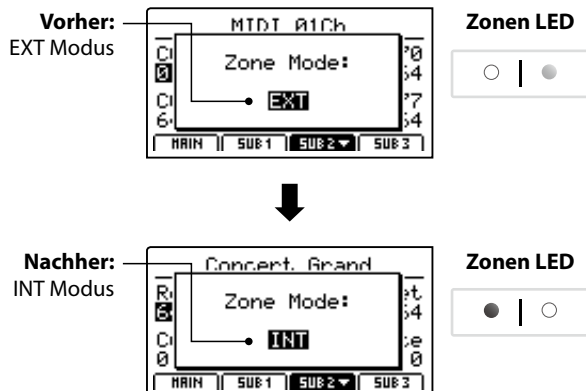 Vorher:
EXT Modus
MIDI 01Ch
Zone Mode:
EXT
MAIN SUB1 SUB2 SUB3
Zonen LED
Nachher:
INT Modus
Concert Grand
Zone Mode:
INT
MAIN SUB1 SUB2 SUB3
Zonen LED